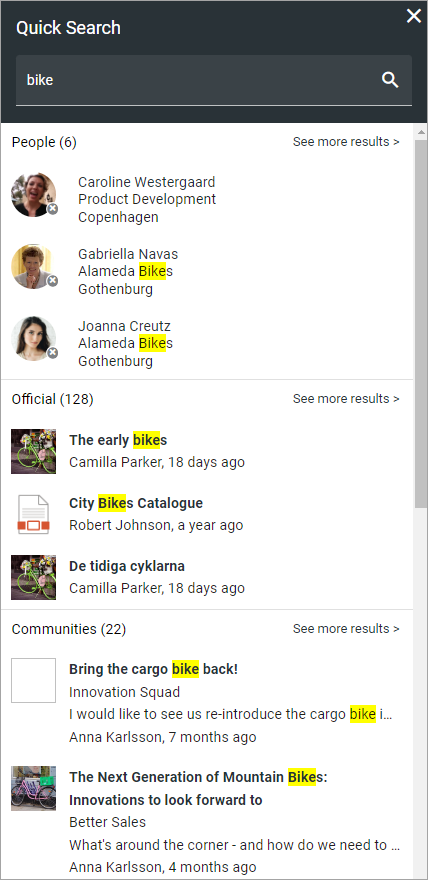 Quick Search
bike
People (6) See more results >
Caroline Westergaard
Product Development
Copenhagen
Gabriella Navas
Alameda Bikes
Gothenburg
Joanna Creutz
Alameda Bikes
Gothenburg
Official (128) See more results >
The early bikes
Camilla Parker, 18 days ago
City Bikes Catalogue
Robert Johnson, a year ago
De tidiga cyklarna
Camilla Parker, 18 days ago
Communities (22) See more results >
Bring the cargo bike back!
Innovation Squad
I would like to see us re-introduce the cargo bike i...
Anna Karlsson, 7 months ago
The Next Generation of Mountain Bikes:
Innovations to look forward to
Better Sales
What's around the corner - and how do we need to ...
Anna Karlsson, 4 months ago